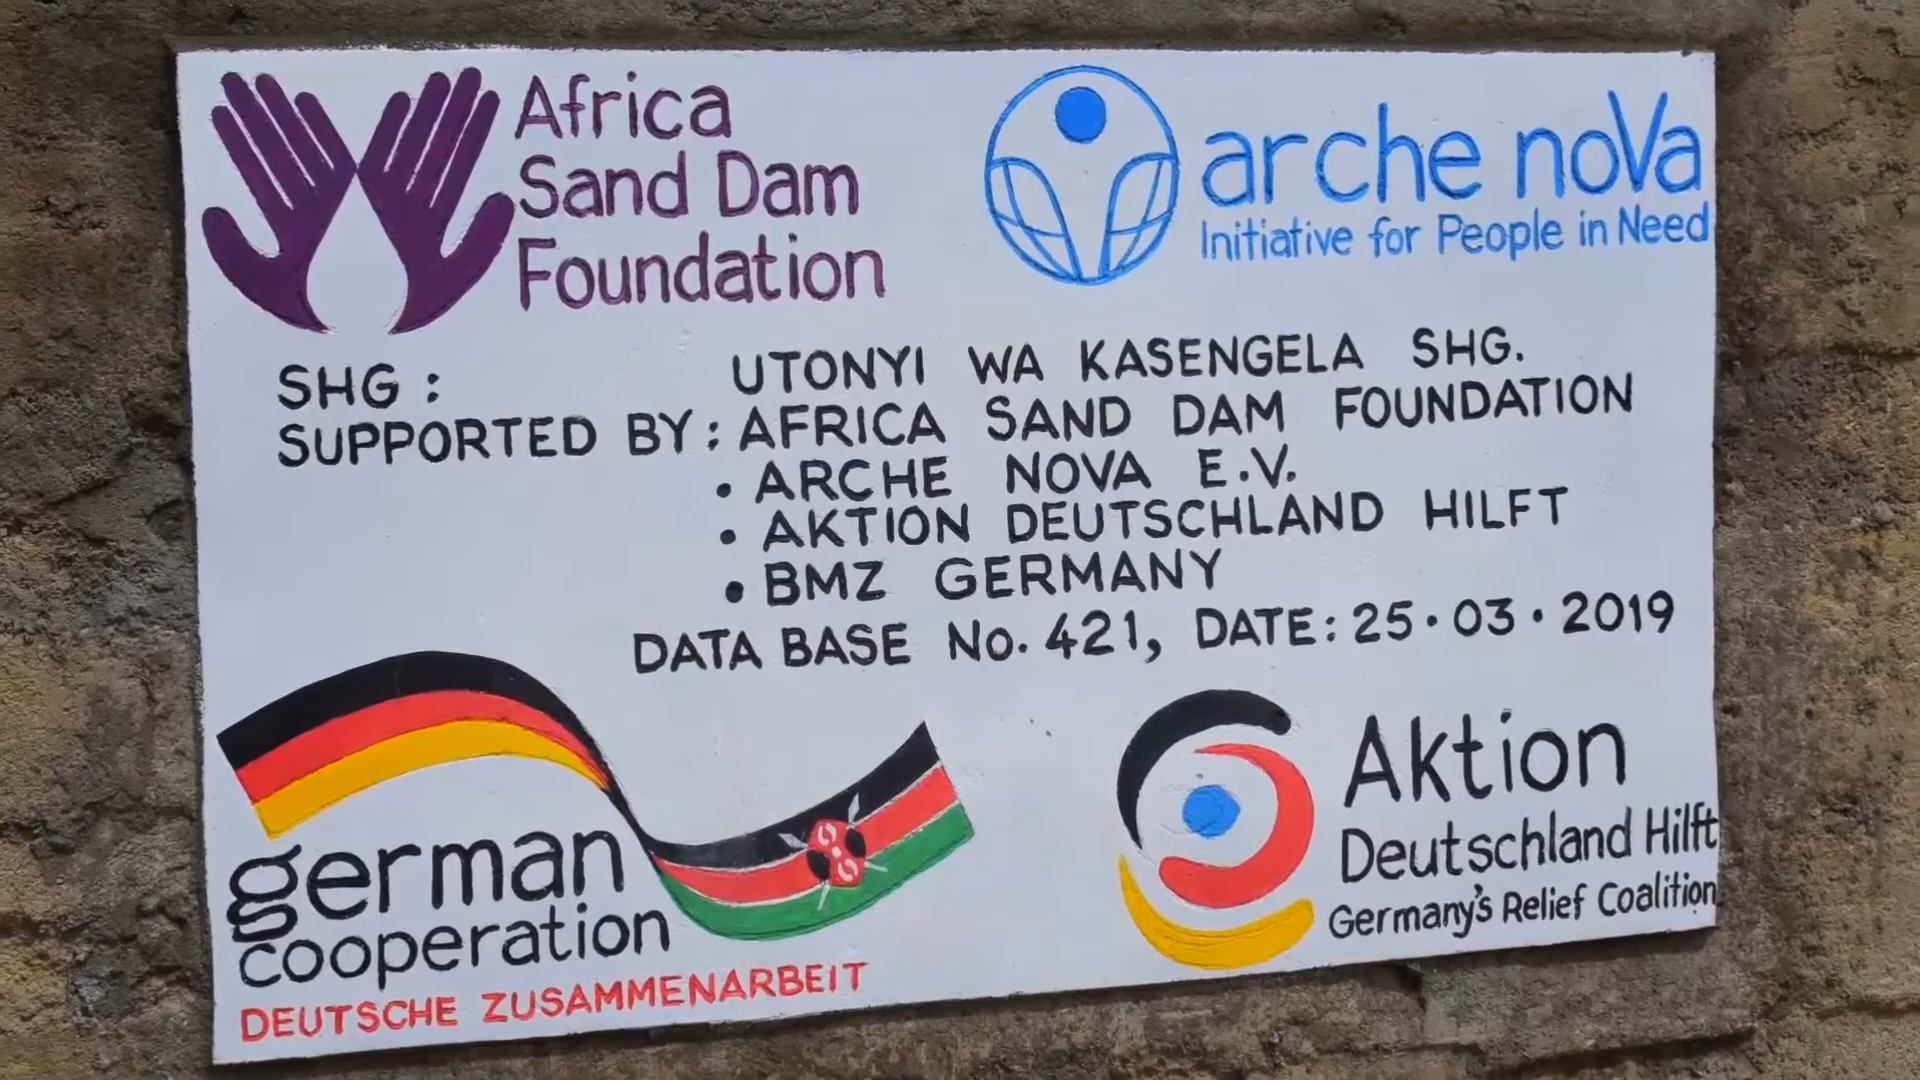 Africa
Sand Dam
Foundation
arche noVa
Initiative for People in Need
SHG : UTONYI WA KASENGELA SHG.
SUPPORTED BY : AFRICA SAND DAM FOUNDATION
• ARCHE NOVA E.V.
• AKTION DEUTSCHLAND HILFT
• BMZ GERMANY
DATA BASE No. 421, DATE: 25·03·2019
german
cooperation
DEUTSCHE ZUSAMMENARBEIT
Aktion
Deutschland Hilft
Germany's Relief Coalition